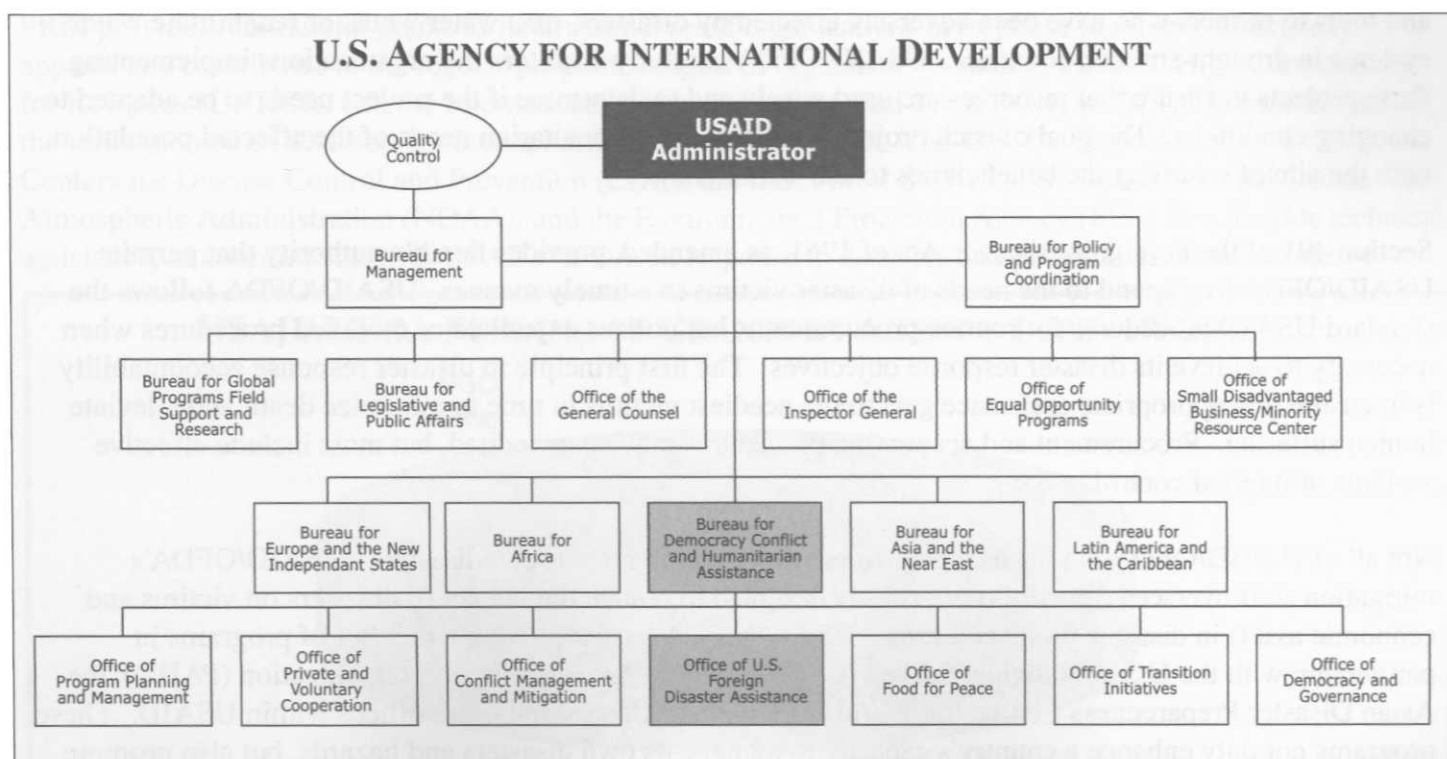 U.S. AGENCY FOR INTERNATIONAL DEVELOPMENT
Quality
Control
USAID
Administrator
Bureau for
Management
Bureau for Policy
and Program
Coordination
Bureau for Global
Programs Field
Support and
Research
Bureau for
Legislative and
Public Affairs
Office of the
General Counsel
Office of the
Inspector General
Office of
Equal Opportunity
Programs
Office of
Small Disadvantaged
Business/Minority
Resource Center
Bureau for
Europe and the New
Independent States
Bureau for
Africa
Bureau for
Democracy Conflict
and Humanitarian
Assistance
Bureau for
Asia and the
Near East
Bureau for
Latin America and
the Caribbean
Office of
Program Planning
and Management
Office of
Private and
Voluntary
Cooperation
Office of
Conflict Management
and Mitigation
Office of U.S.
Foreign
Disaster Assistance
Office of
Food for Peace
Office of Transition
Initiatives
Office of
Democracy and
Governance